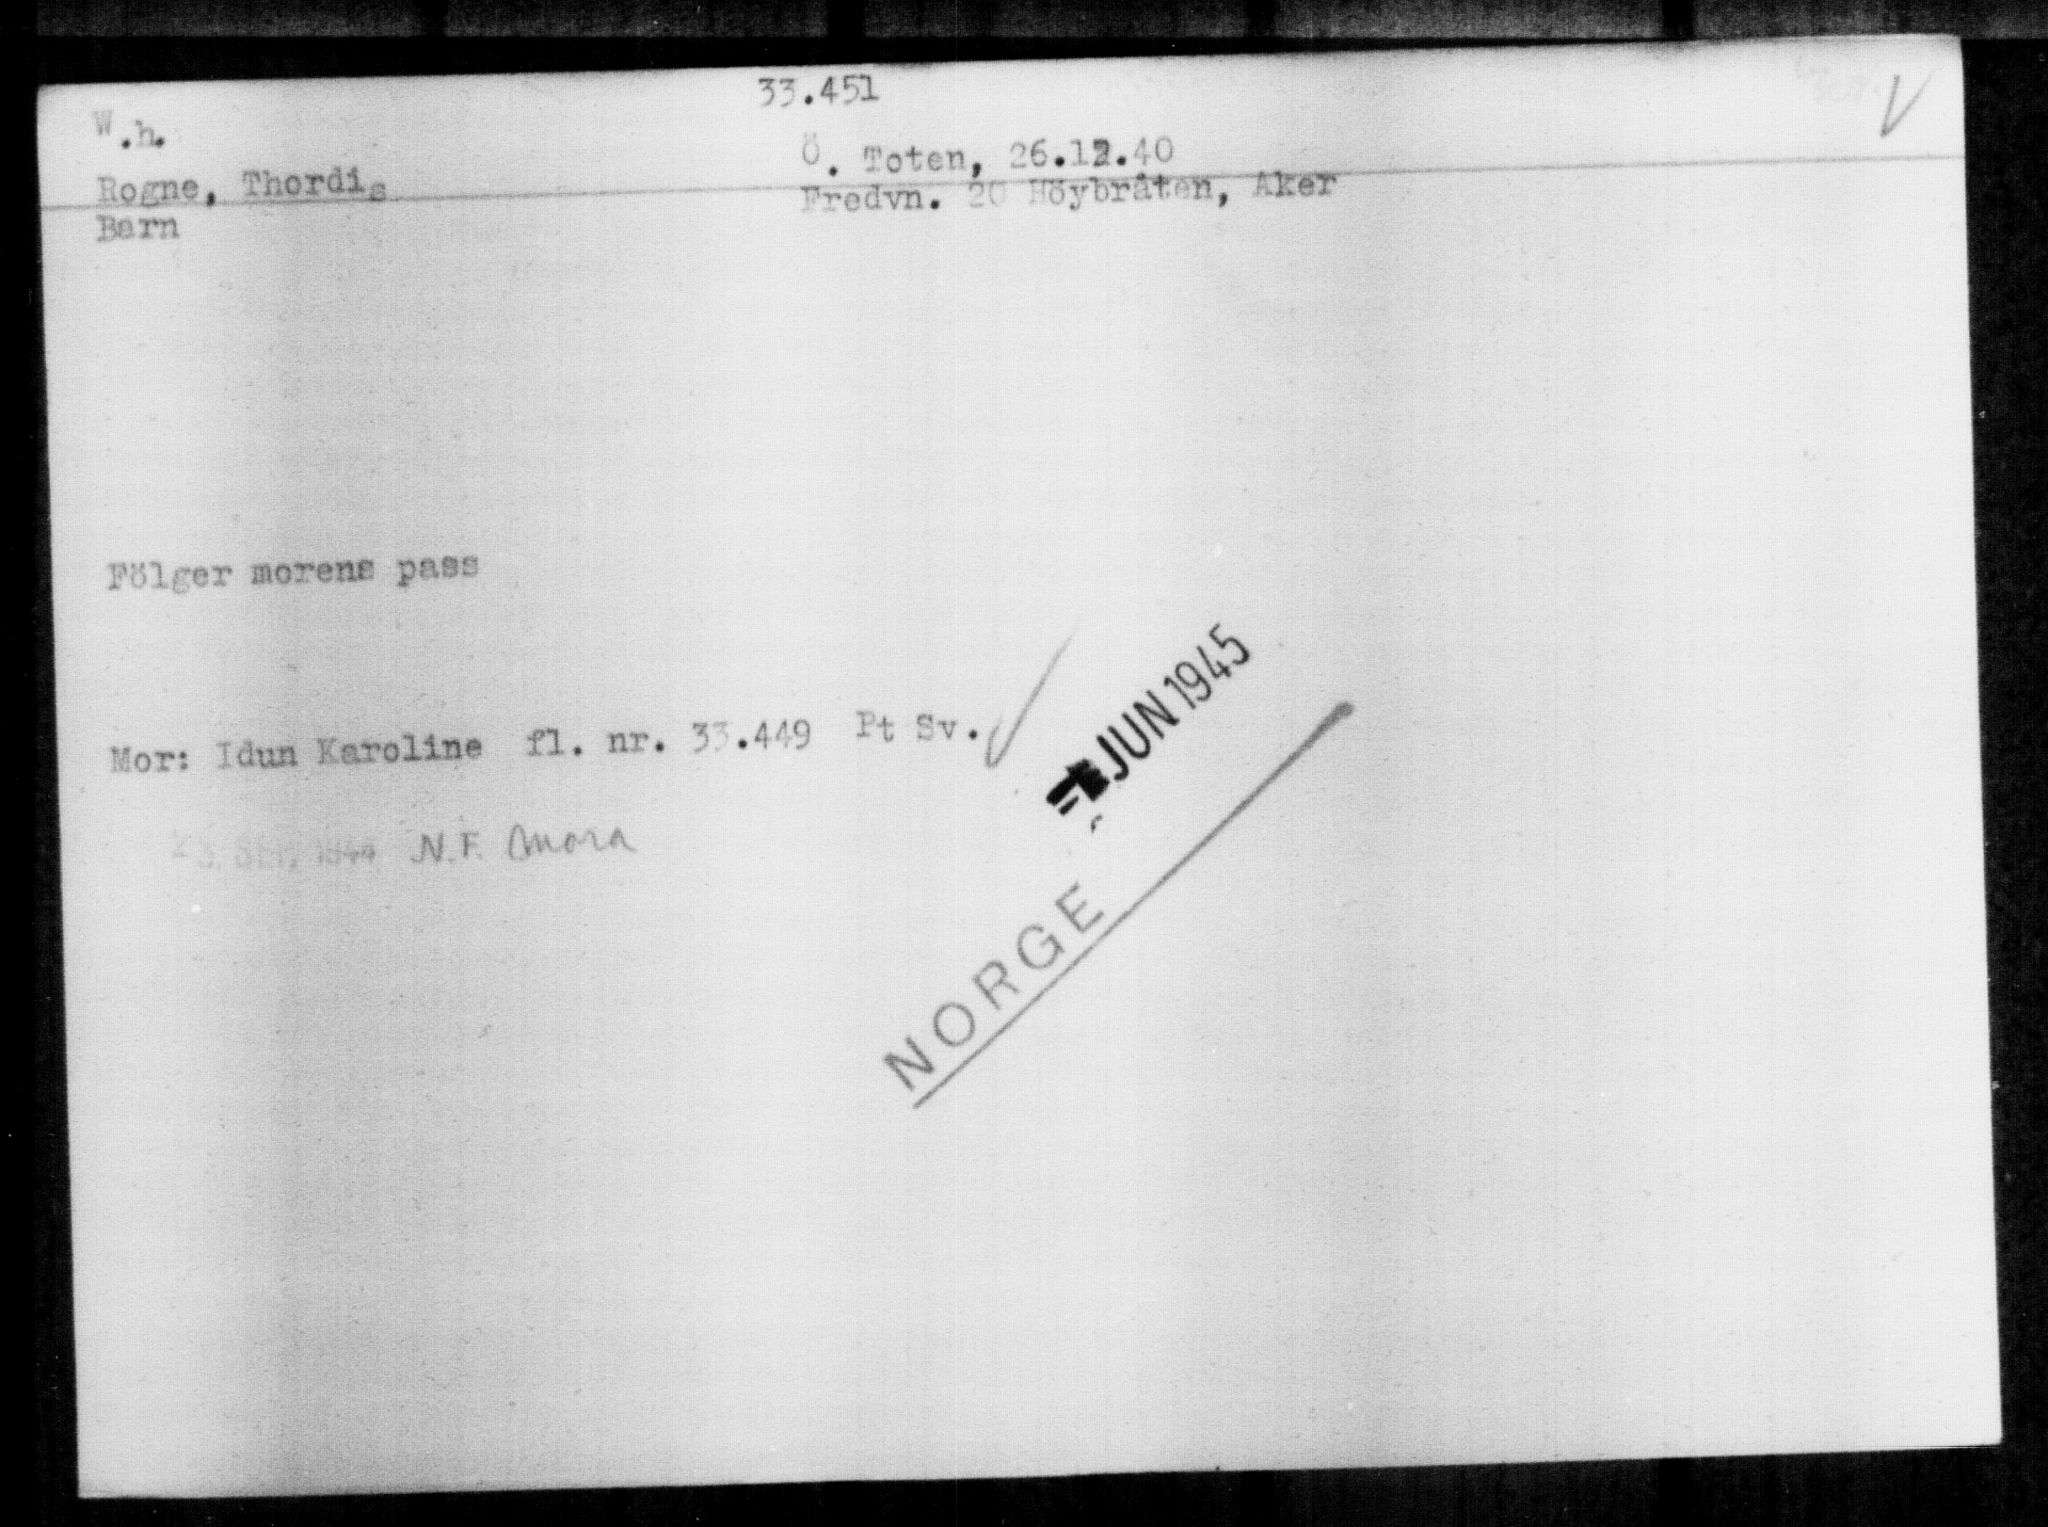 33.451
W.h.
Ö. Toten, 26.12.40
Rogne, Thordis
Fredvn. 20 Höybråten, Aker
Barn
Fölger morens pass
Mor: Idun Karoline fl. nr. 33.449 Pt Sv.
JUN 1945
N.F.
NORGE